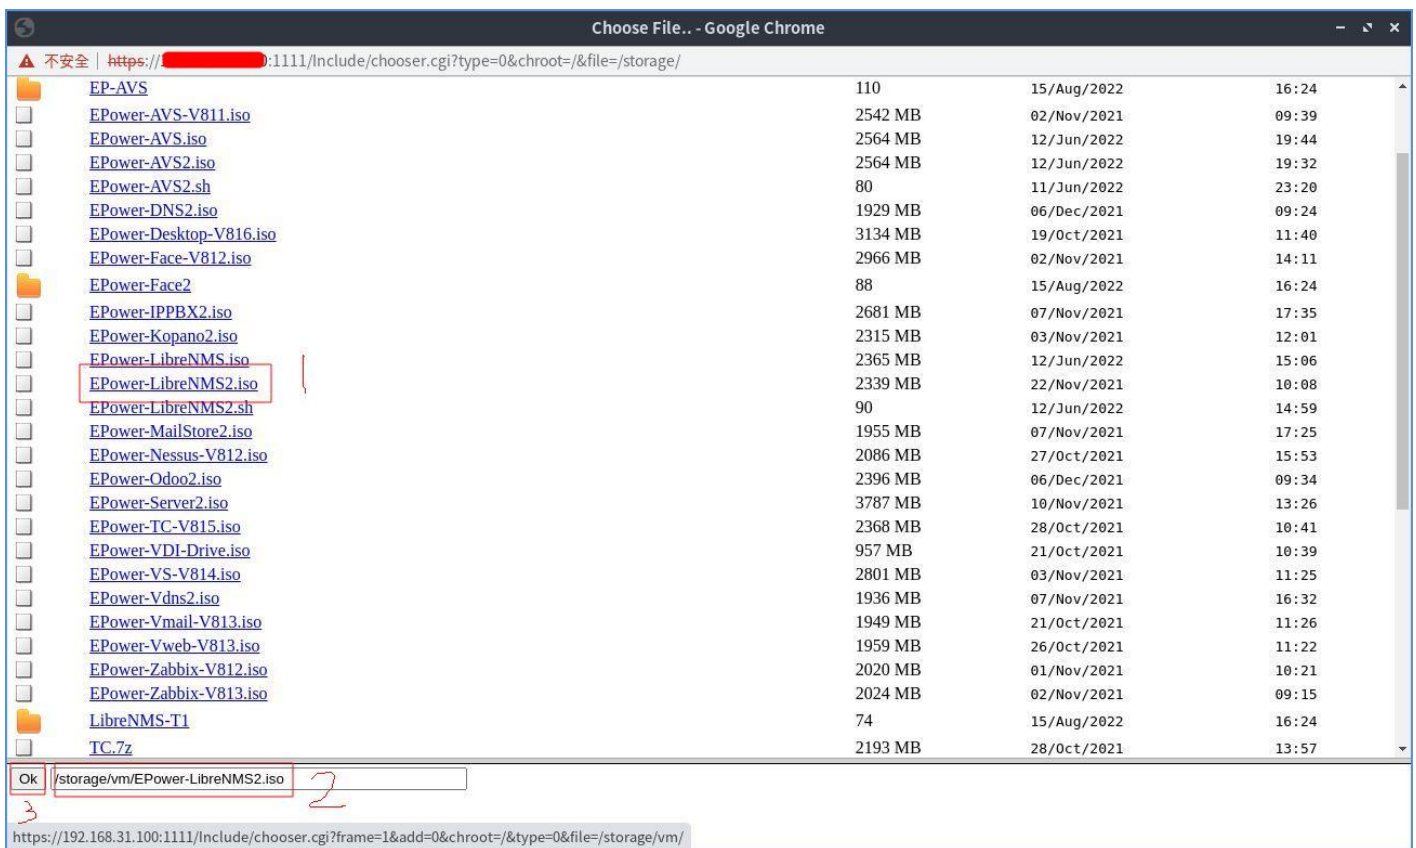 Choose File.. - Google Chrome
不安全 | https://1:1111/Include/chooser.cgi?type=0&chroot=/&file=/storage/
EP-AVS 110 15/Aug/2022 16:24
EPower-AVS-V811.iso 2542 MB 02/Nov/2021 09:39
EPower-AVS.iso 2564 MB 12/Jun/2022 19:44
EPower-AVS2.iso 2564 MB 12/Jun/2022 19:32
EPower-AVS2.sh 80 11/Jun/2022 23:20
EPower-DNS2.iso 1929 MB 06/Dec/2021 09:24
EPower-Desktop-V816.iso 3134 MB 19/Oct/2021 11:40
EPower-Face-V812.iso 2966 MB 02/Nov/2021 14:11
EPower-Face2 88 15/Aug/2022 16:24
EPower-IPPBX2.iso 2681 MB 07/Nov/2021 17:35
EPower-Kopano2.iso 2315 MB 03/Nov/2021 12:01
EPower-LibreNMS.iso 2365 MB 12/Jun/2022 15:06
EPower-LibreNMS2.iso 1 2339 MB 22/Nov/2021 10:08
EPower-LibreNMS2.sh 90 12/Jun/2022 14:59
EPower-MailStore2.iso 1955 MB 07/Nov/2021 17:25
EPower-Nessus-V812.iso 2086 MB 27/Oct/2021 15:53
EPower-Odoo2.iso 2396 MB 06/Dec/2021 09:34
EPower-Server2.iso 3787 MB 10/Nov/2021 13:26
EPower-TC-V815.iso 2368 MB 28/Oct/2021 10:41
EPower-VDI-Drive.iso 957 MB 21/Oct/2021 10:39
EPower-VS-V814.iso 2801 MB 03/Nov/2021 11:25
EPower-Vdns2.iso 1936 MB 07/Nov/2021 16:32
EPower-Vmail-V813.iso 1949 MB 21/Oct/2021 11:26
EPower-Vweb-V813.iso 1959 MB 26/Oct/2021 11:22
EPower-Zabbix-V812.iso 2020 MB 01/Nov/2021 10:21
EPower-Zabbix-V813.iso 2024 MB 02/Nov/2021 09:15
LibreNMS-T1 74 15/Aug/2022 16:24
TC.7z 2193 MB 28/Oct/2021 13:57
Ok /storage/vm/EPower-LibreNMS2.iso 2
3
https://192.168.31.100:1111/Include/chooser.cgi?frame=1&add=0&chroot=/&type=0&file=/storage/vm/